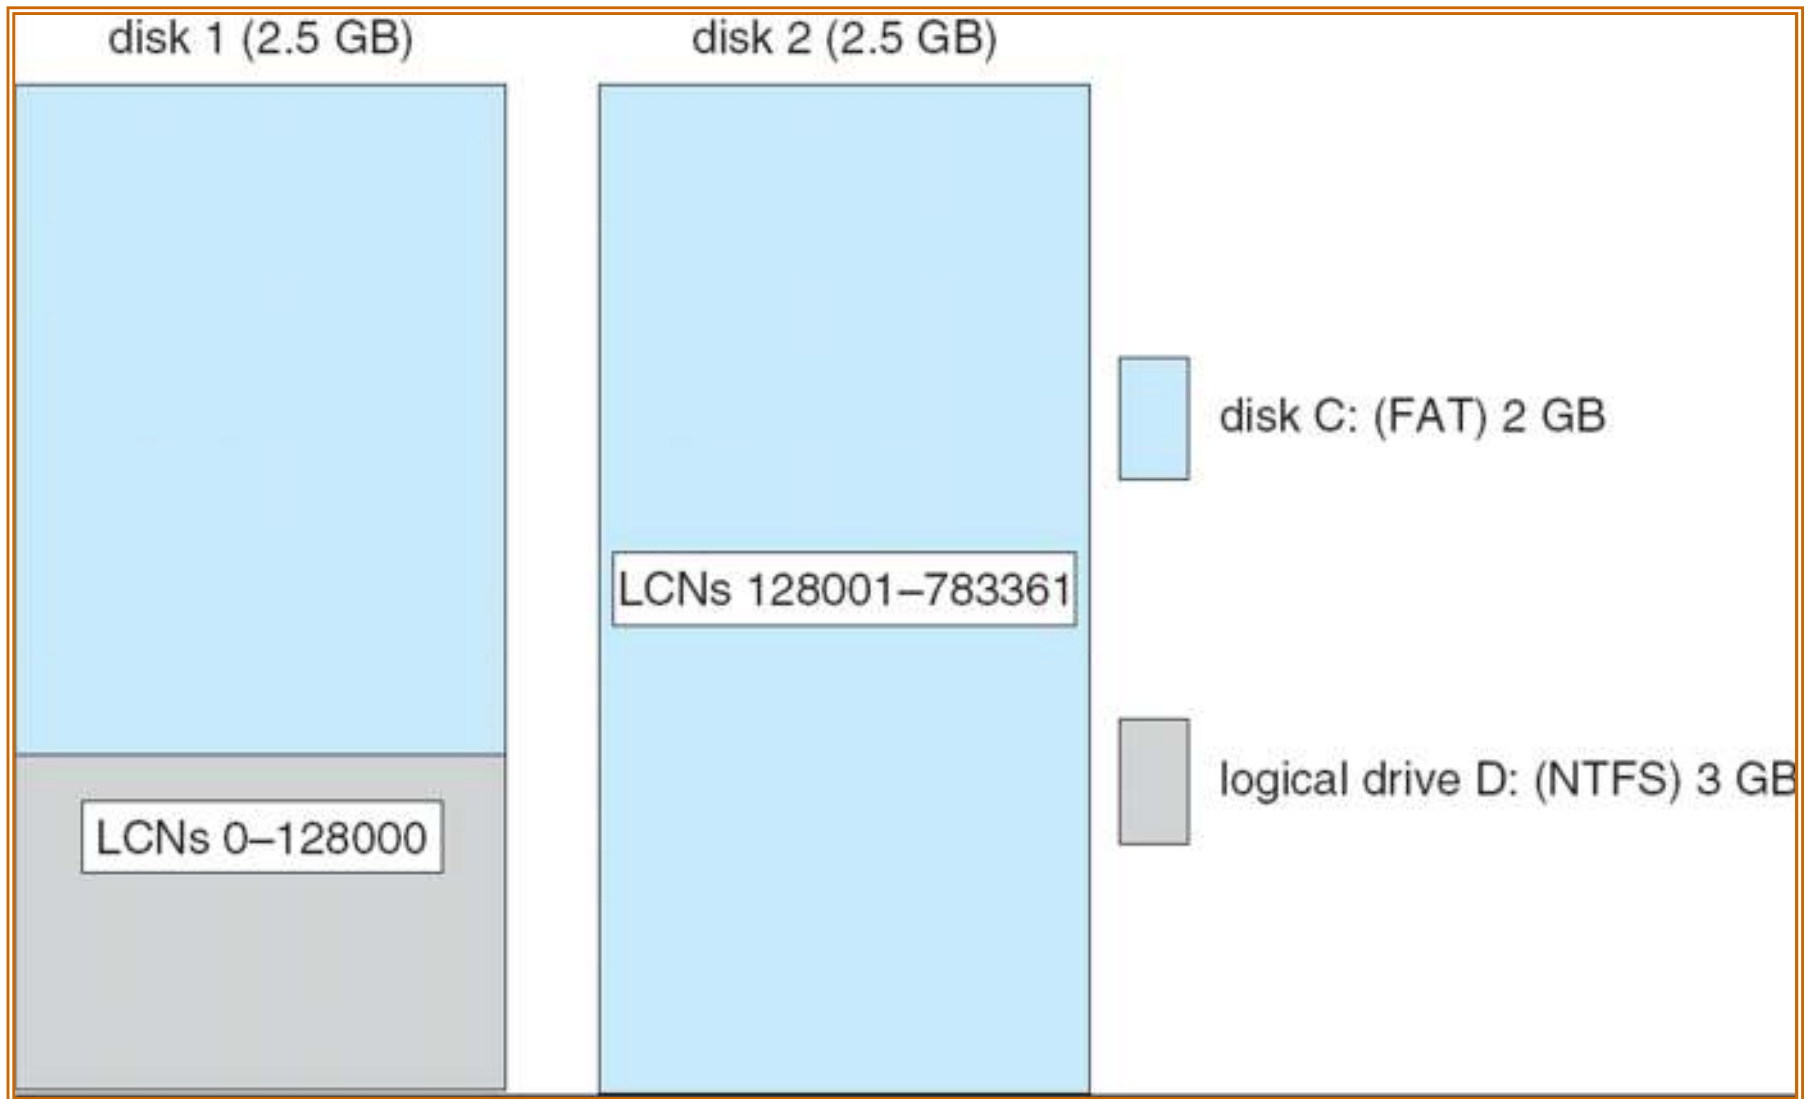 disk 1 (2.5 GB)
disk 2 (2.5 GB)
disk C: (FAT) 2 GB
LCNs 128001–783361
logical drive D: (NTFS) 3 GB
LCNs 0–128000